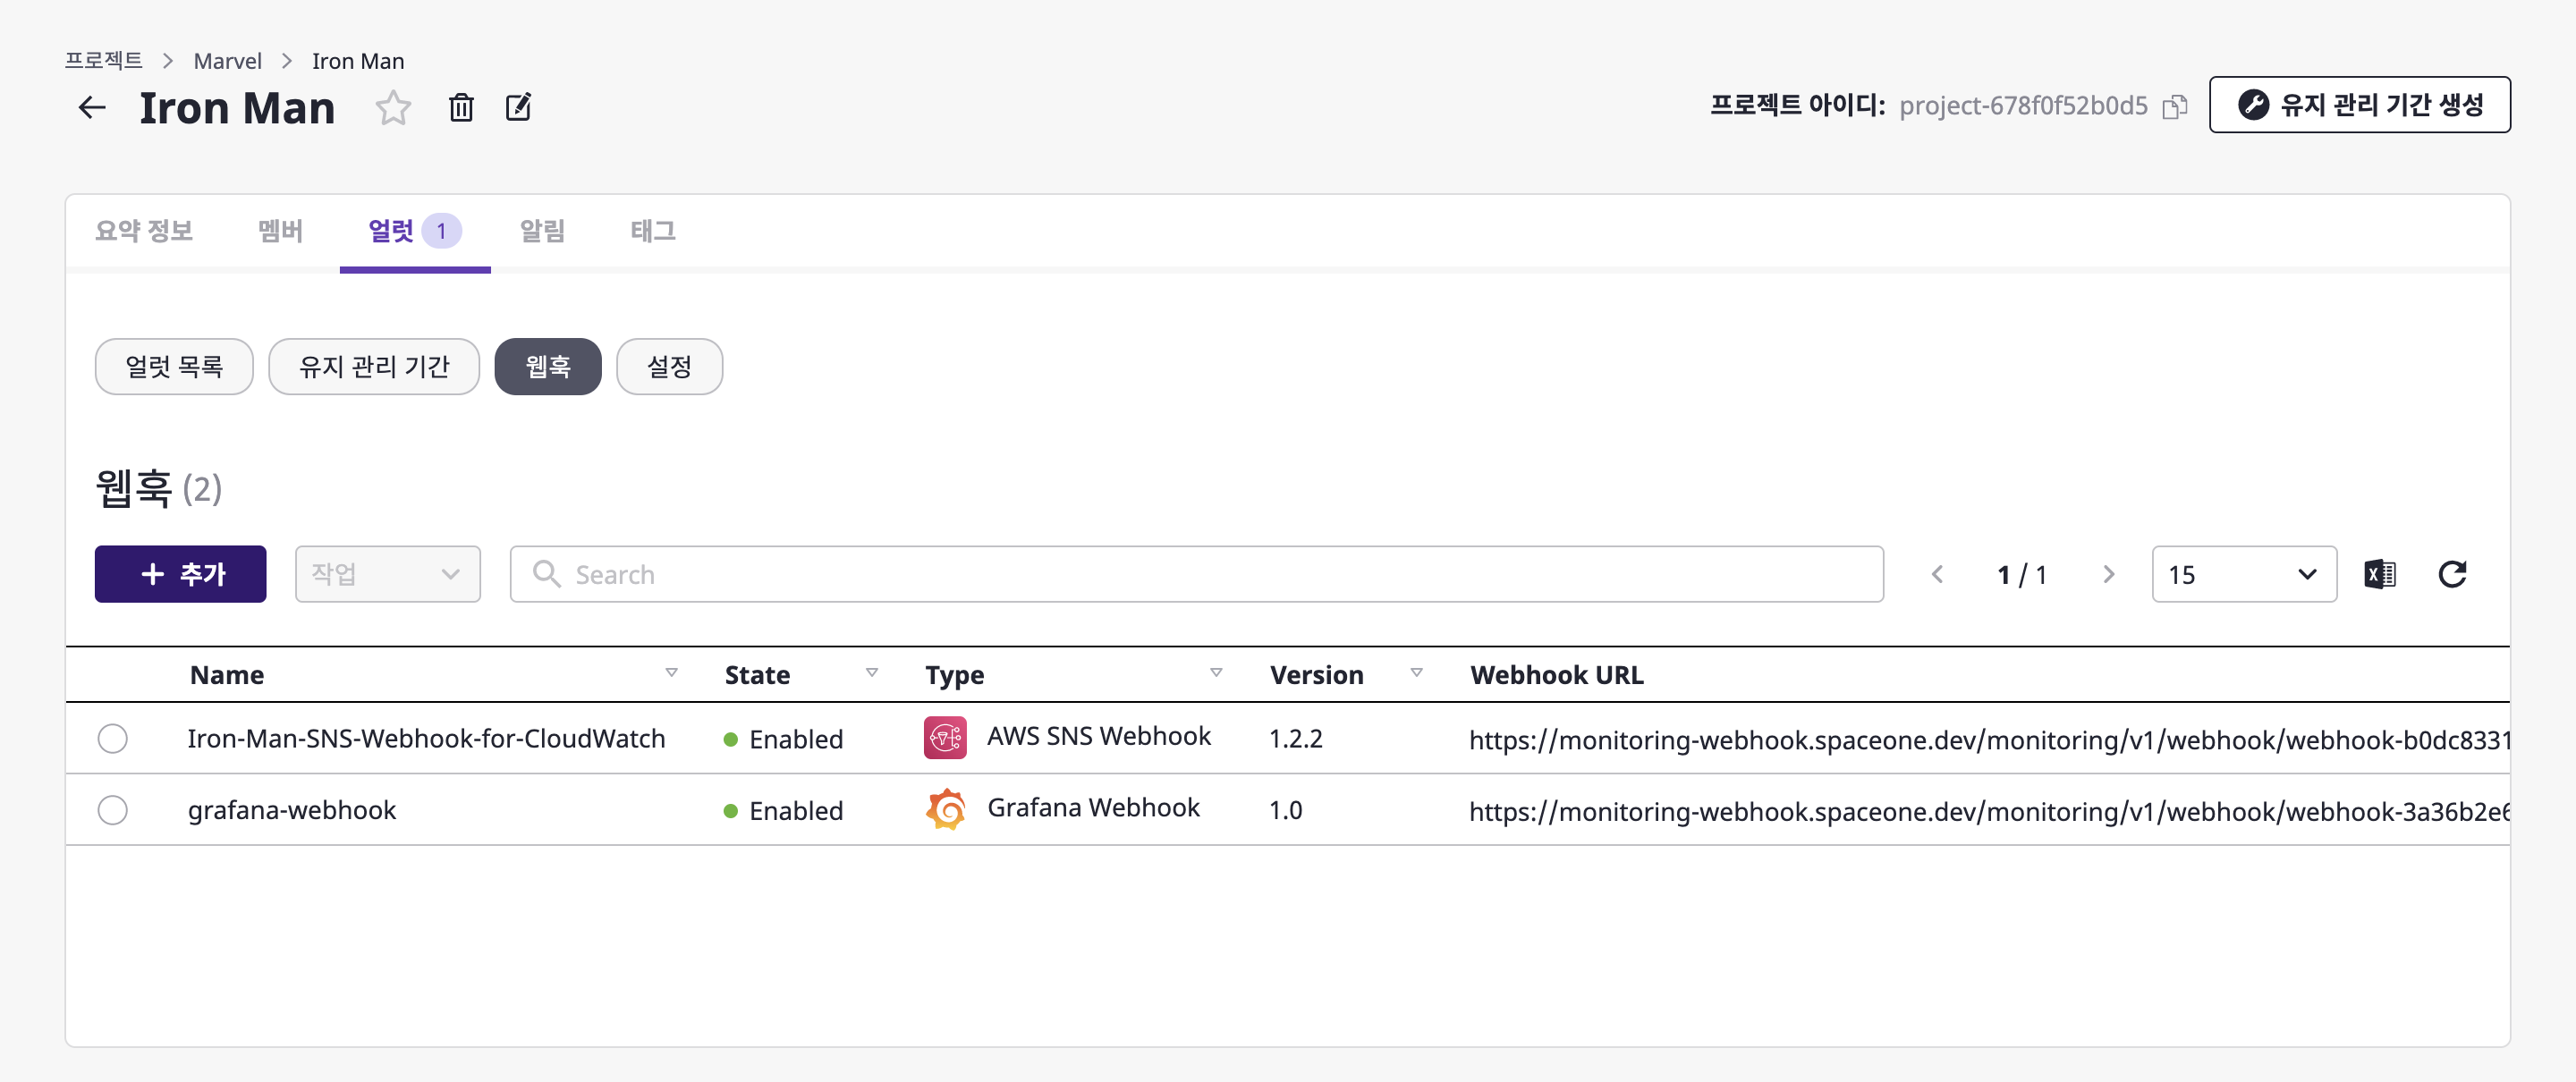 프로젝트 > Marvel > Iron Man
Iron Man
프로젝트 아이디: project-678f0f52b0d5
유지 관리 기간 생성
요약 정보 멤버 얼럿 1 알림 태그
얼럿 목록 유지 관리 기간 웹훅 설정
웹훅 (2)
+ 추가 작업 Search 1 / 1 15
Name State Type Version Webhook URL
Iron-Man-SNS-Webhook-for-CloudWatch Enabled AWS SNS Webhook 1.2.2 https://monitoring-webhook.spaceone.dev/monitoring/v1/webhook/webhook-b0dc8331
grafana-webhook Enabled Grafana Webhook 1.0 https://monitoring-webhook.spaceone.dev/monitoring/v1/webhook/webhook-3a36b2e6